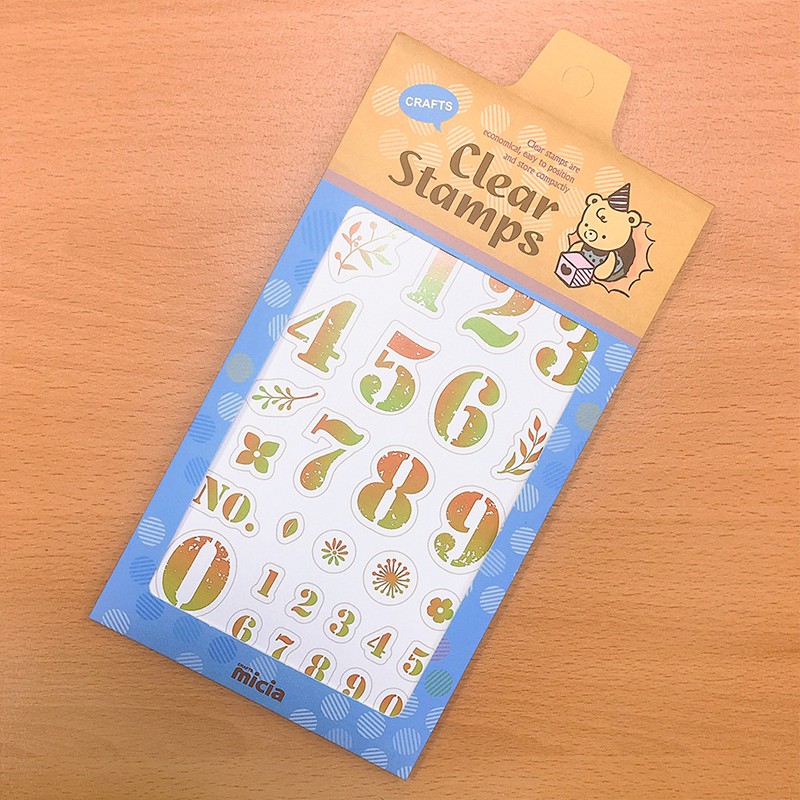 CRAFTS
Clear stamps are
economical, easy to position
and store compactly
Clear
Stamps
1 2 3
4 5 6
7 8 9
NO.
0
1 2 3 4 5
6 7 8 9 0
CRAFTS
micia